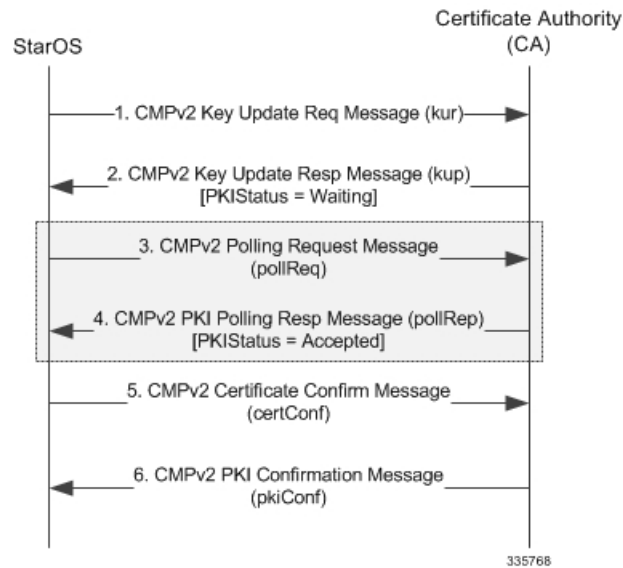 Certificate Authority
(CA)
StarOS
1. CMPv2 Key Update Req Message (kur)
2. CMPv2 Key Update Resp Message (kup)
[PKIStatus = Waiting]
3. CMPv2 Polling Request Message
(pollReq)
4. CMPv2 PKI Polling Resp Message (pollRep)
[PKIStatus = Accepted]
5. CMPv2 Certificate Confirm Message
(certConf)
6. CMPv2 PKI Confirmation Message
(pkiConf)
335768